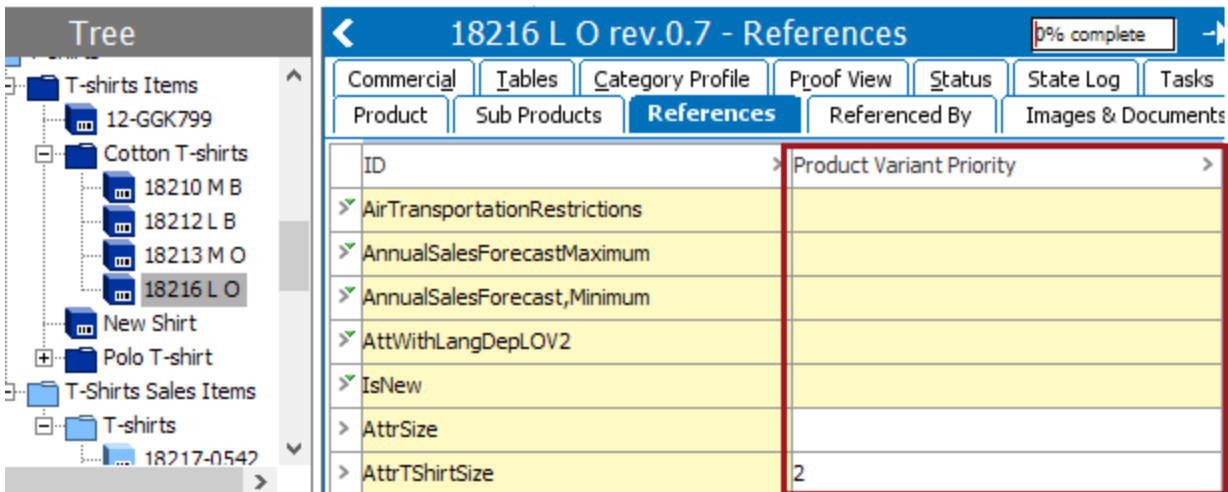 Tree
T-shirts Items
12-GGK799
Cotton T-shirts
18210 M B
18212 L B
18213 M O
18216 L O
New Shirt
Polo T-shirt
T-Shirts Sales Items
T-shirts
18217-0542
18216 L O rev.0.7 - References
0% complete
Commercial Tables Category Profile Proof View Status State Log Tasks
Product Sub Products References Referenced By Images & Documents
ID > Product Variant Priority >
AirTransportationRestrictions
AnnualSalesForecastMaximum
AnnualSalesForecast,Minimum
AttWithLangDepLOV2
IsNew
> AttrSize
> AttrTShirtSize 2